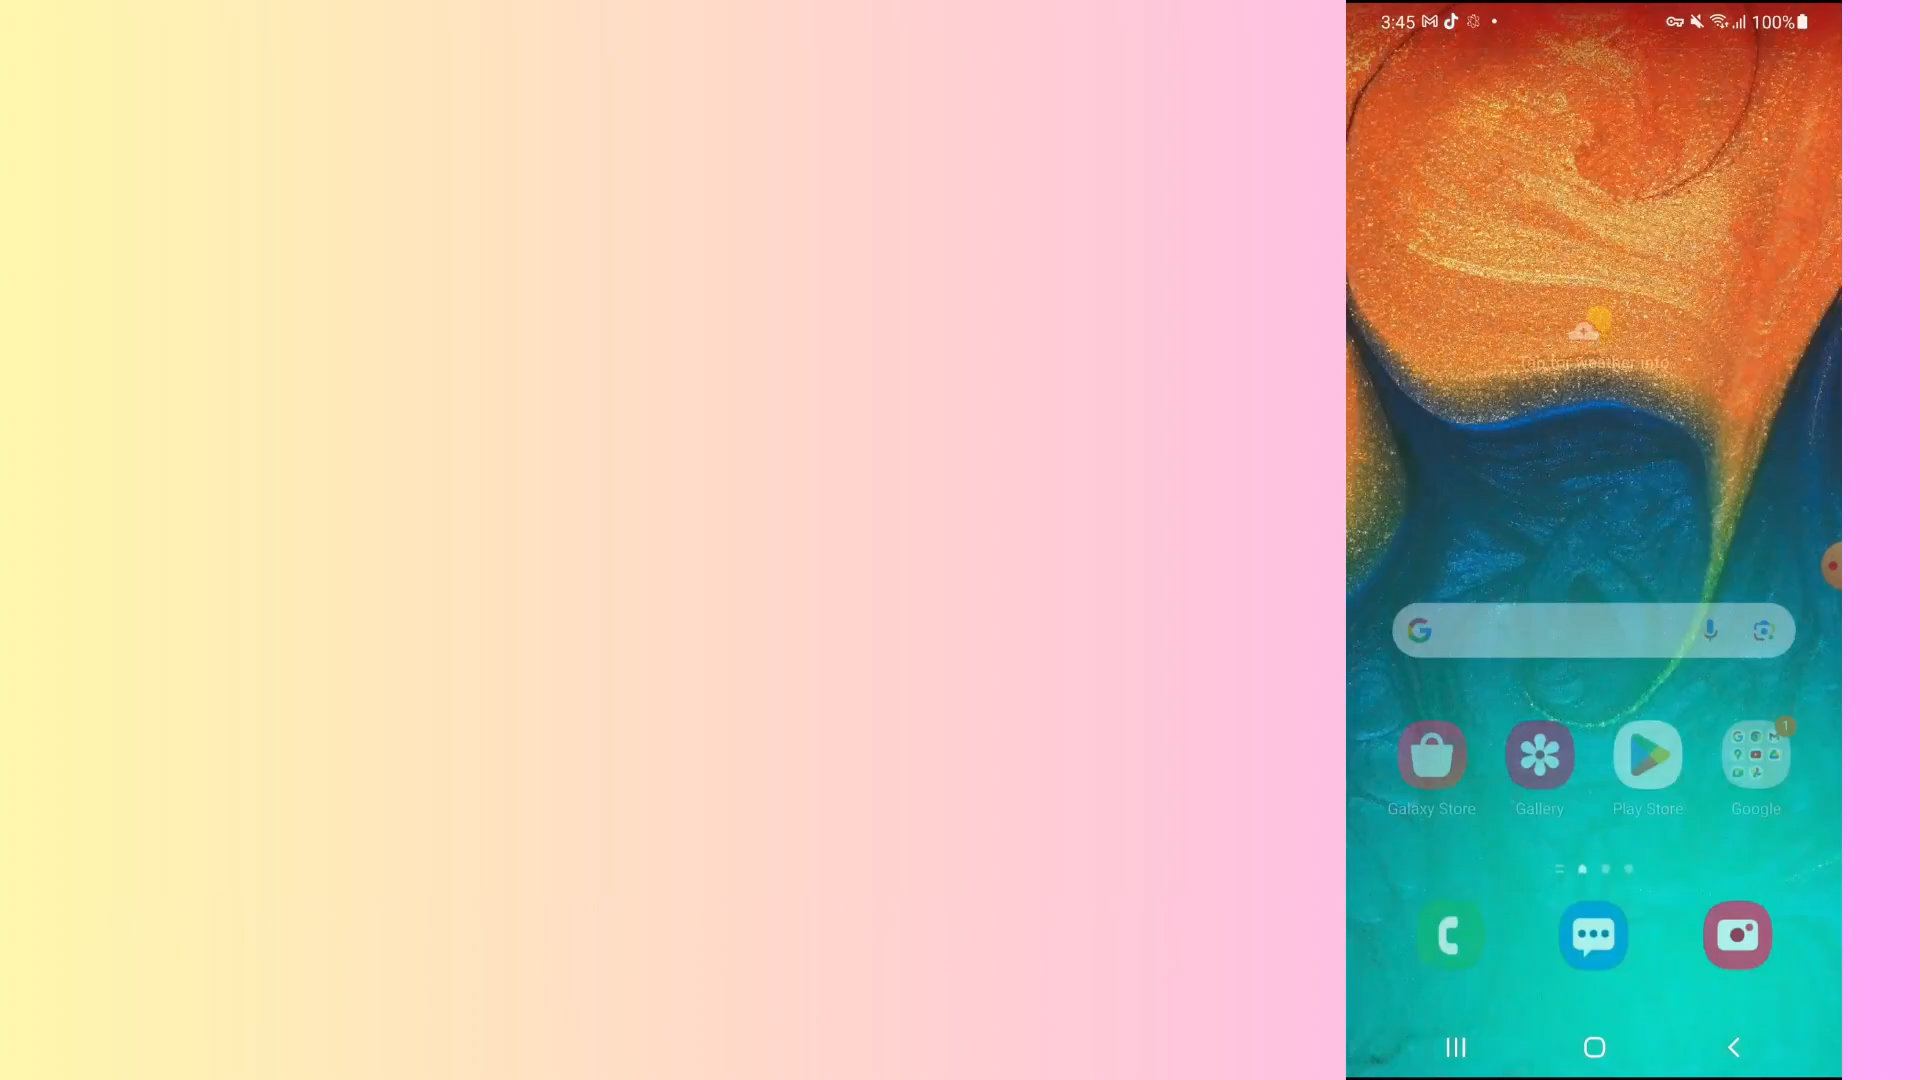 3:45
100%
Tap for weather info
1
Galaxy Store
Gallery
Play Store
Google